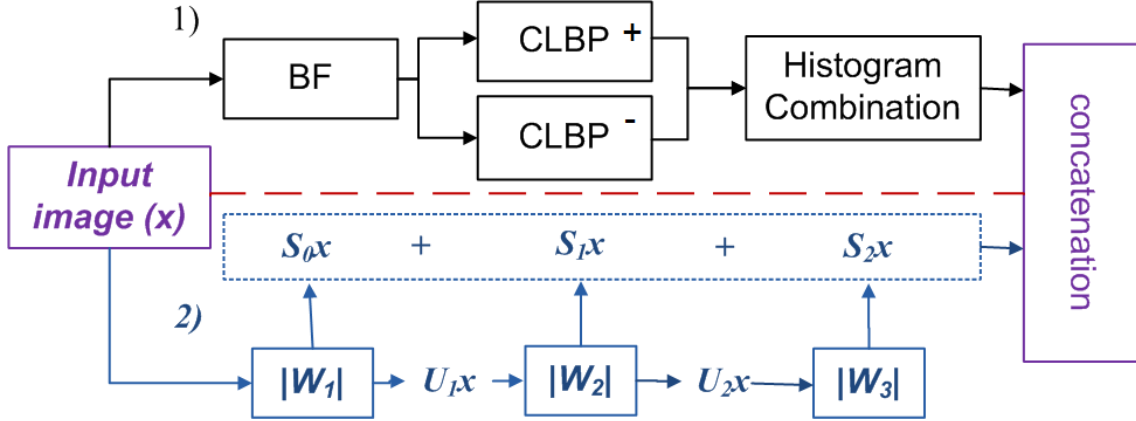 1)
BF
CLBP +
CLBP -
Histogram
Combination
concatenation
Input
image (x)
S₀x + S₁x + S₂x
2)
|W₁| U₁x |W₂| U₂x |W₃|